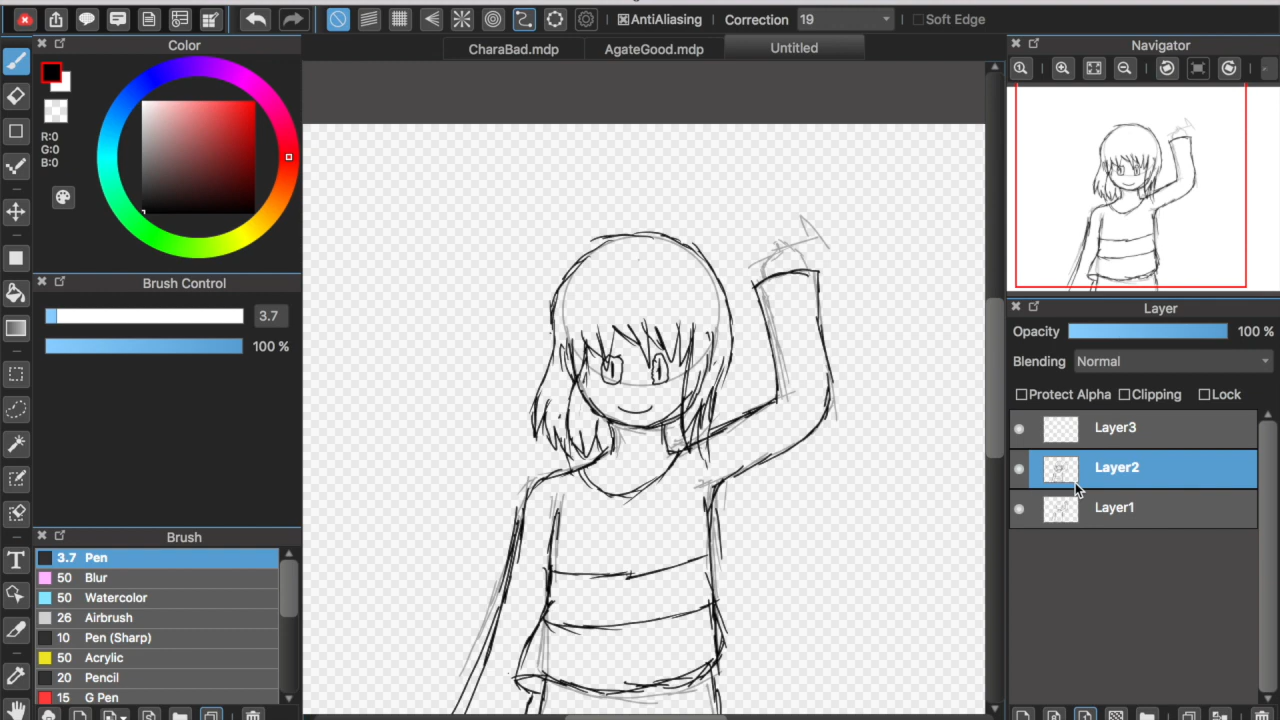 AntiAliasing Correction 19 Soft Edge
Color
CharaBad.mdp AgateGood.mdp Untitled
Navigator
R:0
G:0
B:0
Brush Control
3.7
100 %
Layer
Opacity 100 %
Blending Normal
Protect Alpha Clipping Lock
Layer3
Layer2
Layer1
Brush
3.7 Pen
50 Blur
50 Watercolor
26 Airbrush
10 Pen (Sharp)
50 Acrylic
20 Pencil
15 G Pen